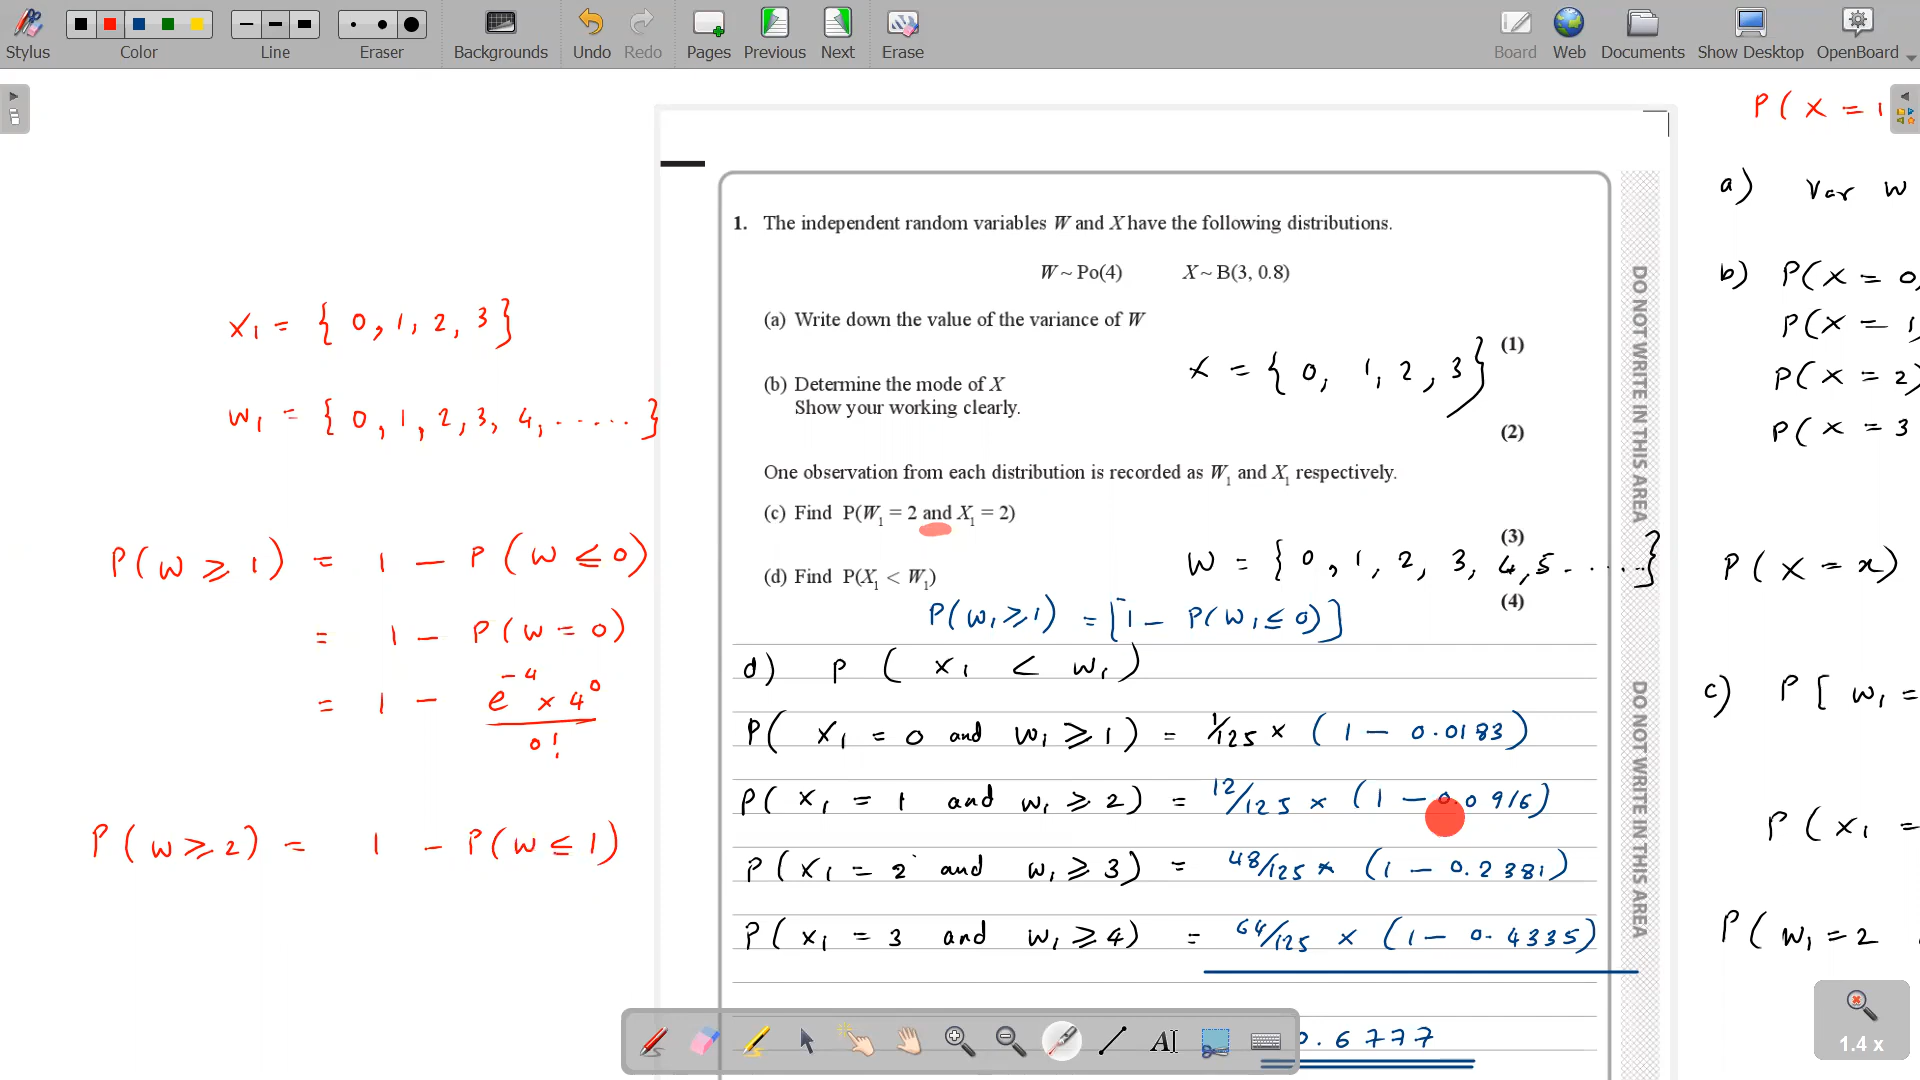 Stylus Color Line Eraser Backgrounds Undo Redo Pages Previous Next Erase Board Web Documents Show Desktop OpenBoard
X₁ = { 0, 1, 2, 3 }
W₁ = { 0, 1, 2, 3, 4, ..... }
P(W ≥ 1) = 1 − P(W ≤ 0)
= 1 − P(W = 0)
= 1 − e⁻⁴ × 4⁰
0!
P(W ≥ 2) = 1 − P(W ≤ 1)
1. The independent random variables W and X have the following distributions.
W ~ Po(4) X ~ B(3, 0.8)
(a) Write down the value of the variance of W
(1)
X = { 0, 1, 2, 3 }
(b) Determine the mode of X
Show your working clearly.
(2)
One observation from each distribution is recorded as W₁ and X₁ respectively.
(c) Find P(W₁ = 2 and X₁ = 2)
(3)
W = { 0, 1, 2, 3, 4, 5 ..... }
(d) Find P(X₁ < W₁)
(4)
P(W₁ ≥ 1) = [1 − P(W₁ ≤ 0)]
d) P ( X₁ < W₁ )
P( X₁ = 0 and W₁ ≥ 1 ) = 1/125 × ( 1 − 0.0183 )
P( X₁ = 1 and W₁ ≥ 2 ) = 12/125 × ( 1 − 0.0916 )
P( X₁ = 2 and W₁ ≥ 3 ) = 48/125 × ( 1 − 0.2381 )
P( X₁ = 3 and W₁ ≥ 4 ) = 64/125 × ( 1 − 0.4335 )
0.6777
DO NOT WRITE IN THIS AREA
DO NOT WRITE IN THIS AREA
P( X = 1
a) Var W
b) P(X = 0
P(X = 1
P(X = 2)
P(X = 3
P(X = x)
c) P[ W₁ =
P( X₁ =
P( W₁ = 2
1.4 x